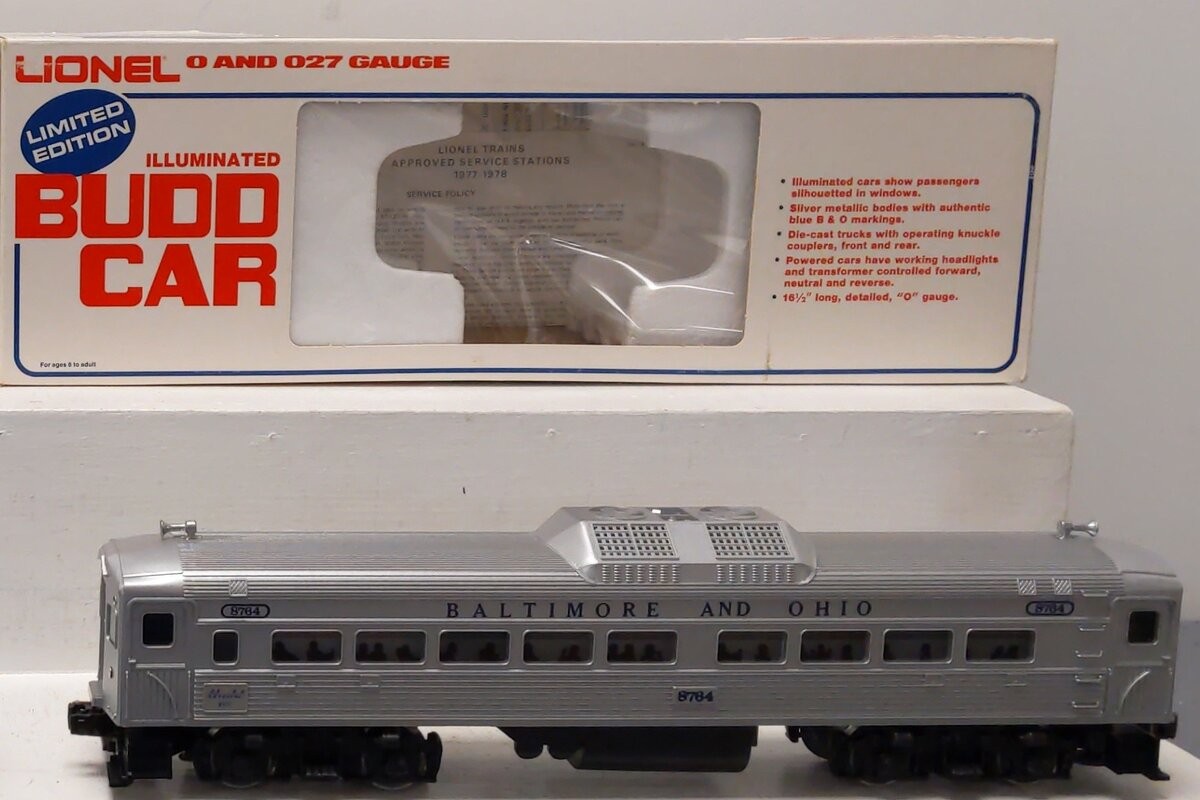 LIONEL O AND 027 GAUGE
LIMITED
EDITION
ILLUMINATED
BUDD
CAR
For ages 8 to adult
LIONEL TRAINS
APPROVED SERVICE STATIONS
1977-1978
SERVICE POLICY
• Illuminated cars show passengers
silhouetted in windows.
• Silver metallic bodies with authentic
blue B & O markings.
• Die-cast trucks with operating knuckle
couplers, front and rear.
• Powered cars have working headlights
and transformer controlled forward,
neutral and reverse.
• 16½" long, detailed, "O" gauge.
8764 BALTIMORE AND OHIO 8764
8764